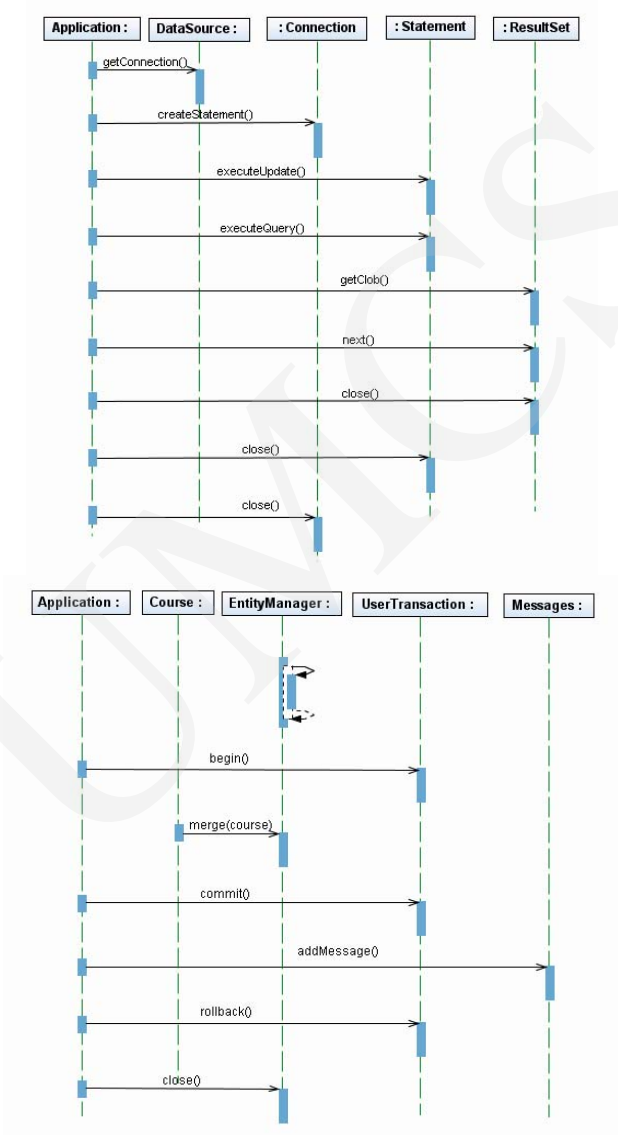 Application : DataSource : : Connection : Statement : ResultSet
getConnection()
createStatement()
executeUpdate()
executeQuery()
getClob()
next()
close()
close()
close()
Application : Course : EntityManager : UserTransaction : Messages :
begin()
merge(course)
commit()
addMessage()
rollback()
close()
UMCS